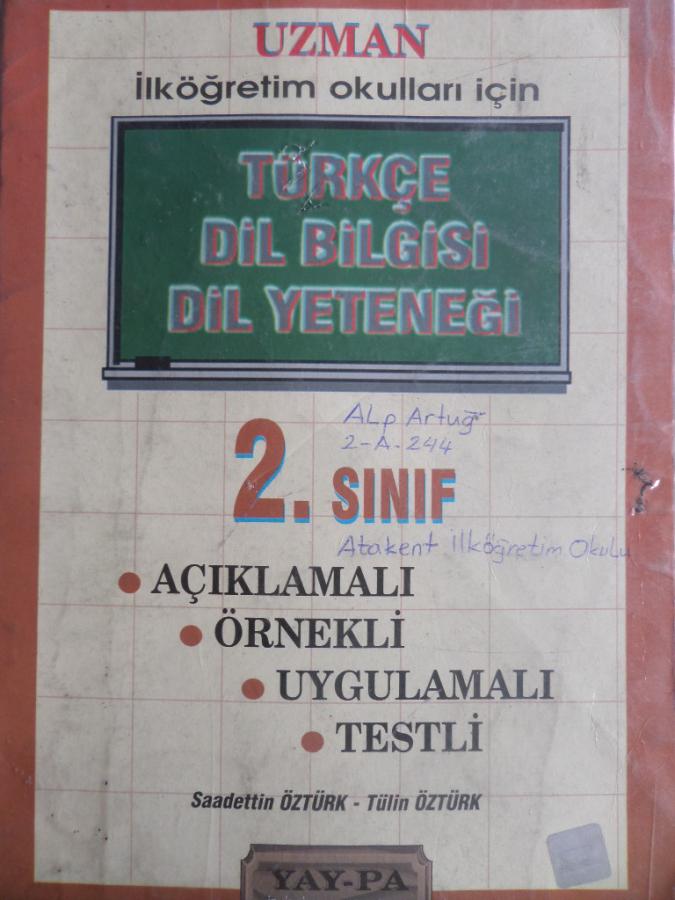 UZMAN
İlköğretim okulları için
TÜRKÇE
DİL BİLGİSİ
DİL YETENEĞİ
ALp Artuğ
2-A-244
2. SINIF
Atakent İlköğretim Okulu
• AÇIKLAMALI
• ÖRNEKLİ
• UYGULAMALI
• TESTLİ
Saadettin ÖZTÜRK - Tülin ÖZTÜRK
YAY-PA